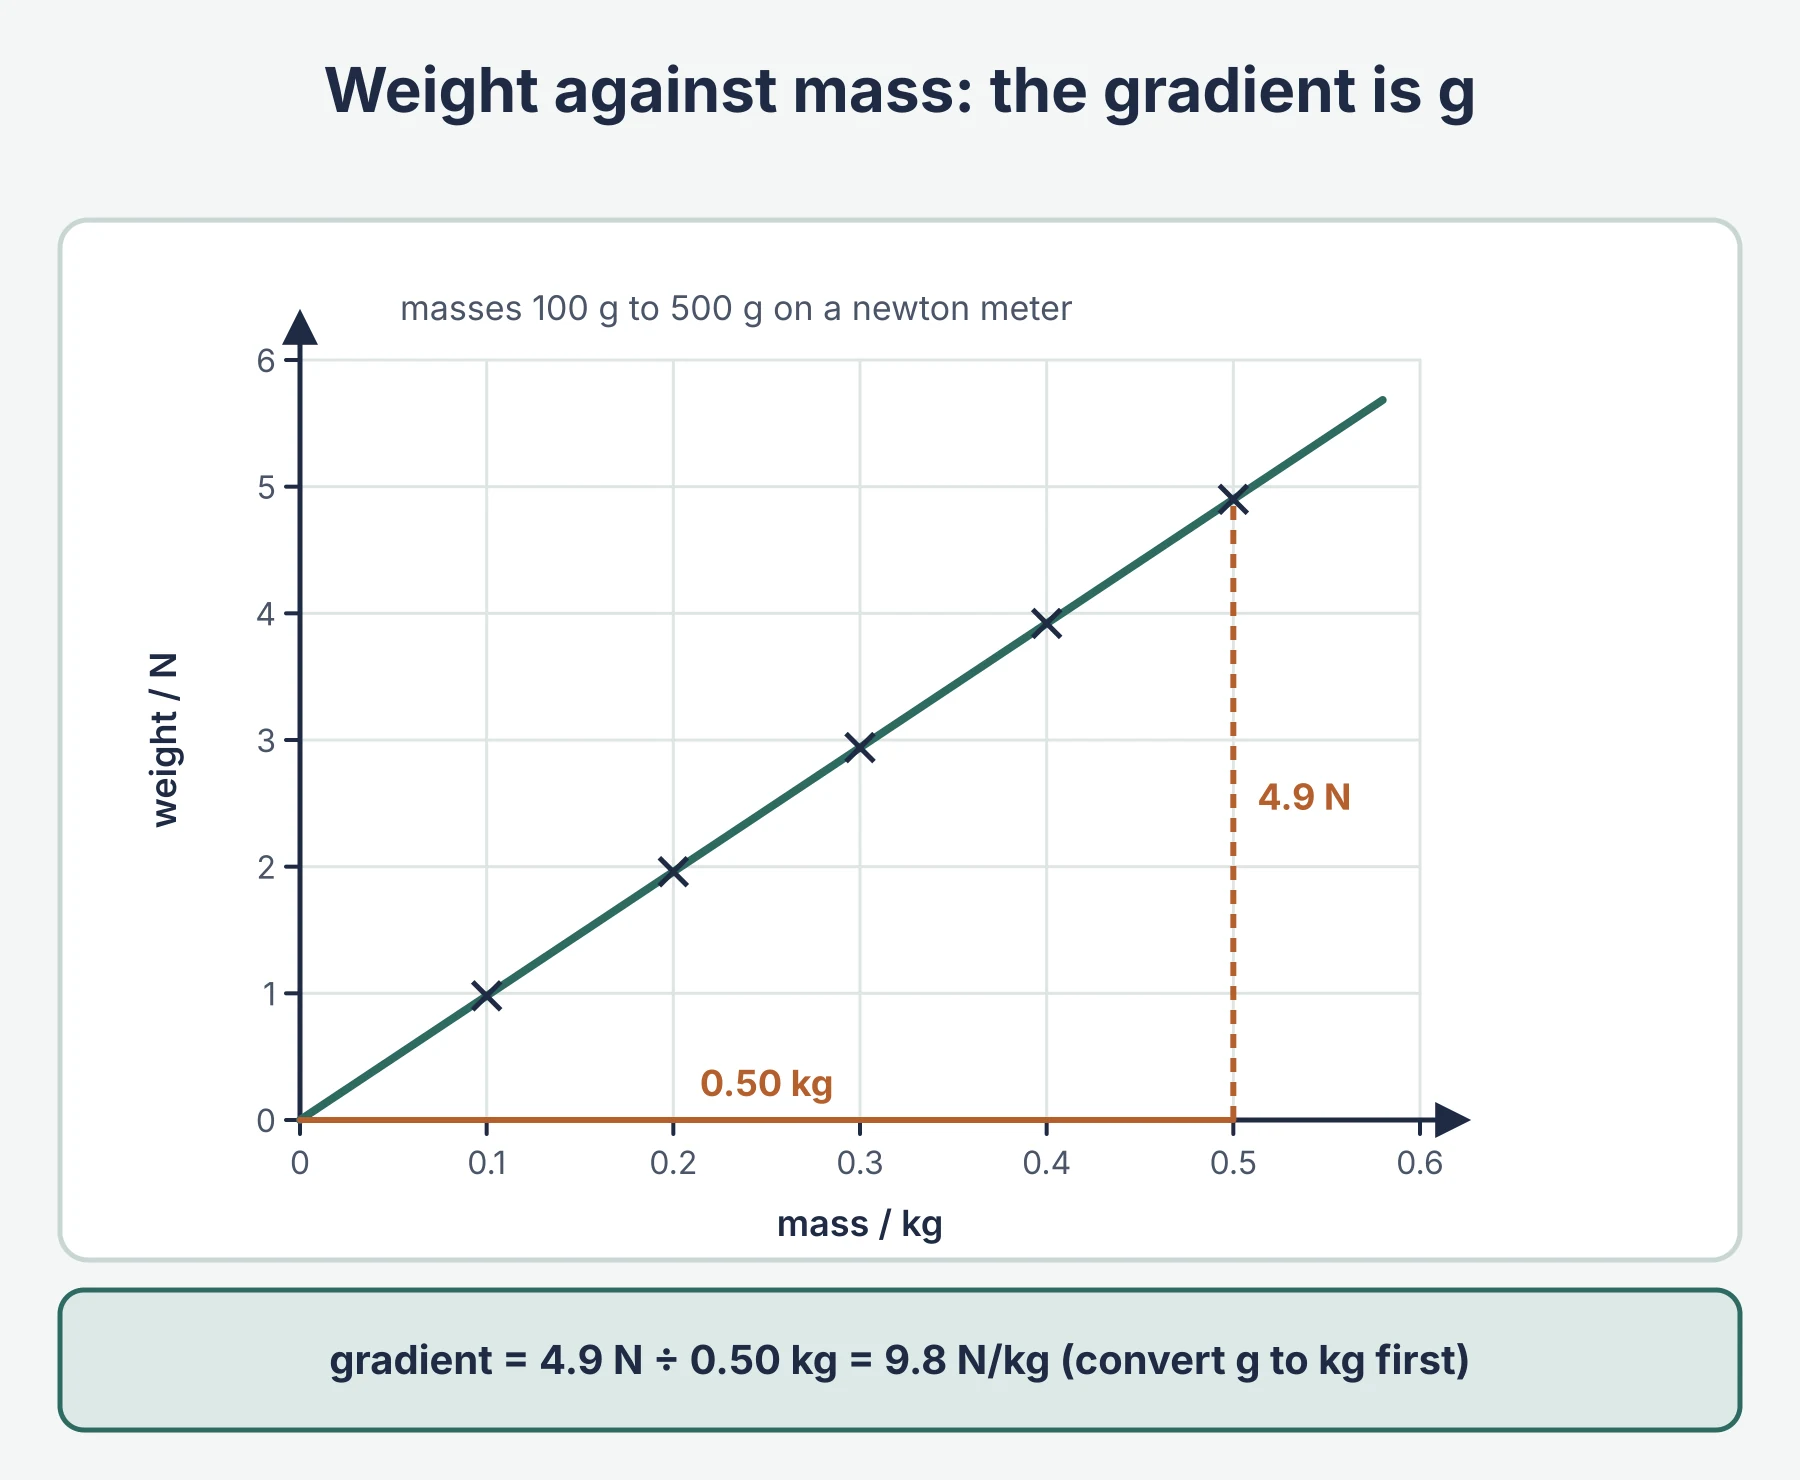 Weight against mass: the gradient is g
masses 100 g to 500 g on a newton meter
6
5
4
3
2
1
0
weight / N
4.9 N
0.50 kg
0 0.1 0.2 0.3 0.4 0.5 0.6
mass / kg
gradient = 4.9 N ÷ 0.50 kg = 9.8 N/kg (convert g to kg first)